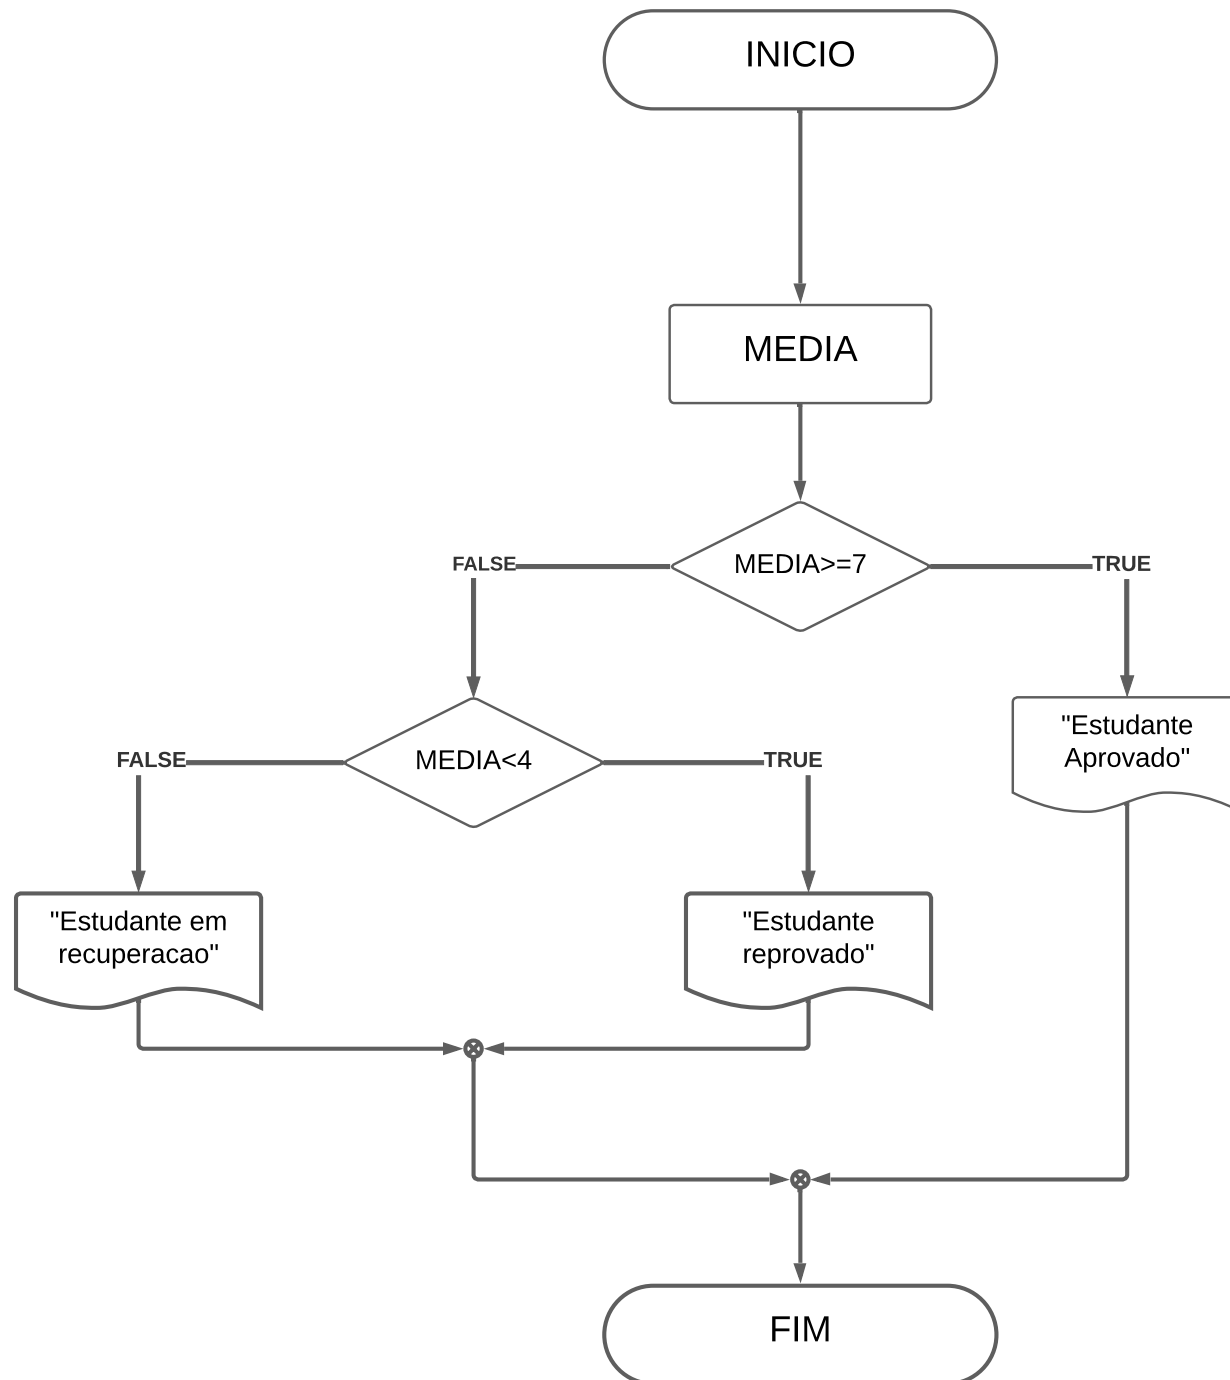 INICIO
MEDIA
MEDIA>=7
FALSE
TRUE
MEDIA<4
FALSE
TRUE
"Estudante
Aprovado"
"Estudante em
recuperacao"
"Estudante
reprovado"
FIM